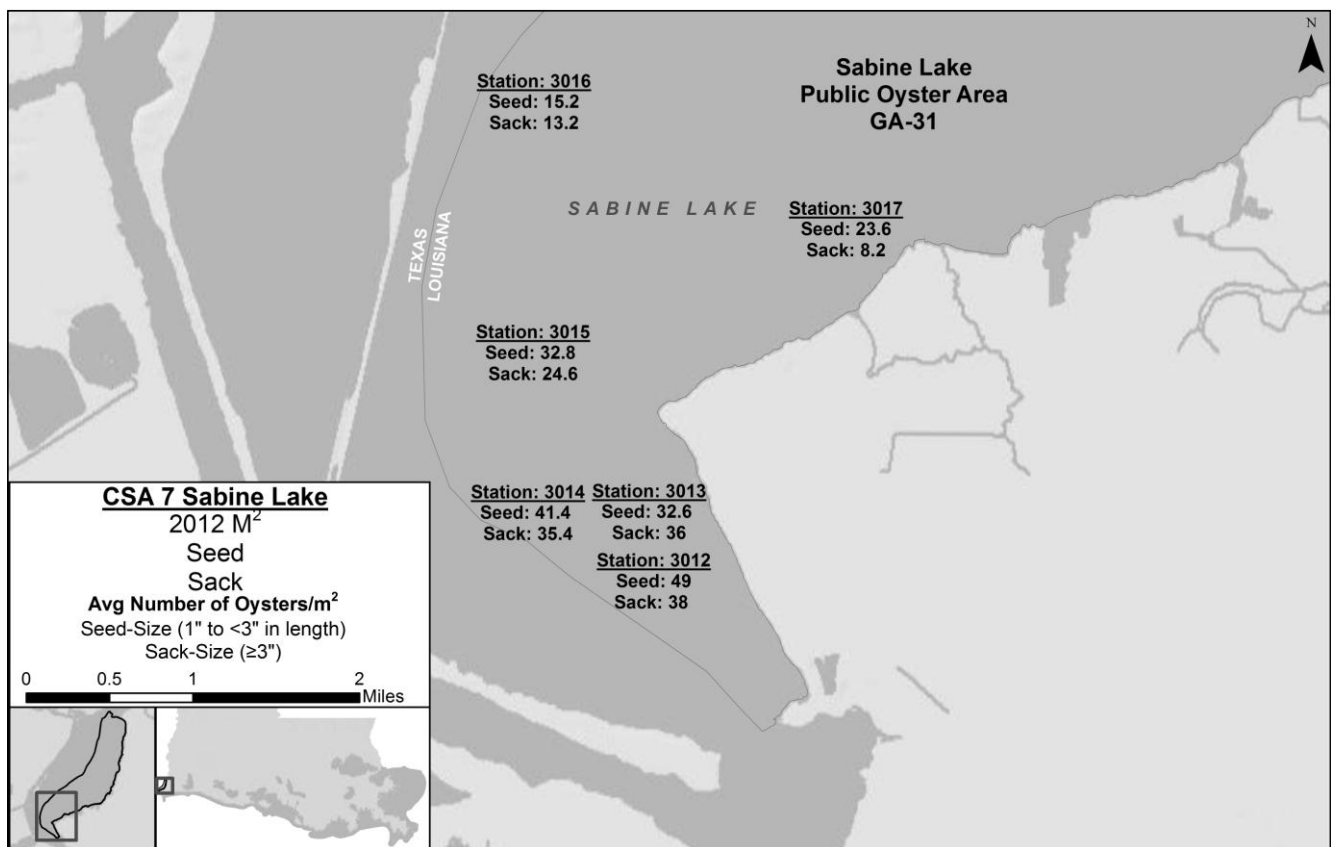 N
Sabine Lake
Public Oyster Area
GA-31
Station: 3016
Seed: 15.2
Sack: 13.2
SABINE LAKE
Station: 3017
Seed: 23.6
Sack: 8.2
TEXAS
LOUISIANA
Station: 3015
Seed: 32.8
Sack: 24.6
Station: 3014
Seed: 41.4
Sack: 35.4
Station: 3013
Seed: 32.6
Sack: 36
Station: 3012
Seed: 49
Sack: 38
CSA 7 Sabine Lake
2012 M²
Seed
Sack
Avg Number of Oysters/m²
Seed-Size (1" to <3" in length)
Sack-Size (≥3")
0 0.5 1 2
Miles